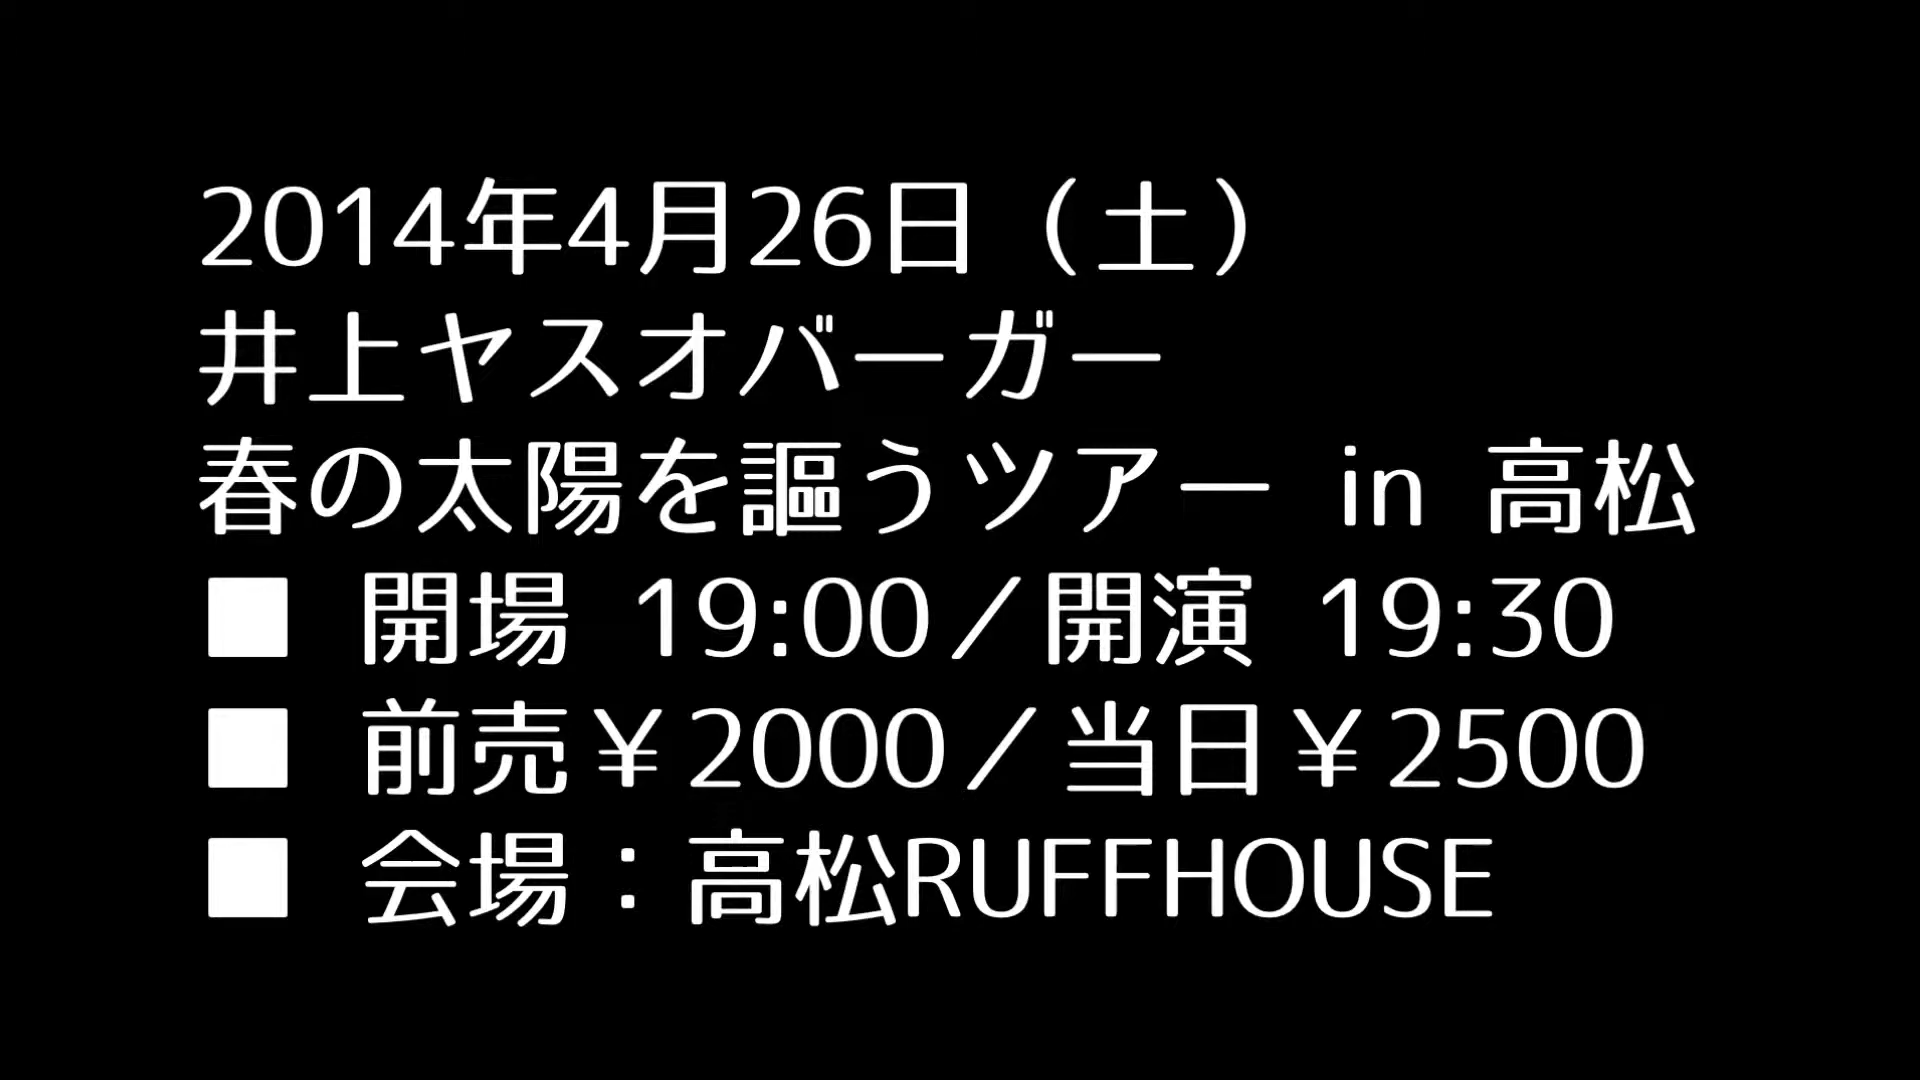 2014年4月26日（土）
井上ヤスオバーガー
春の太陽を謳うツアー in 高松
■ 開場 19:00／開演 19:30
■ 前売￥2000／当日￥2500
■ 会場：高松RUFFHOUSE